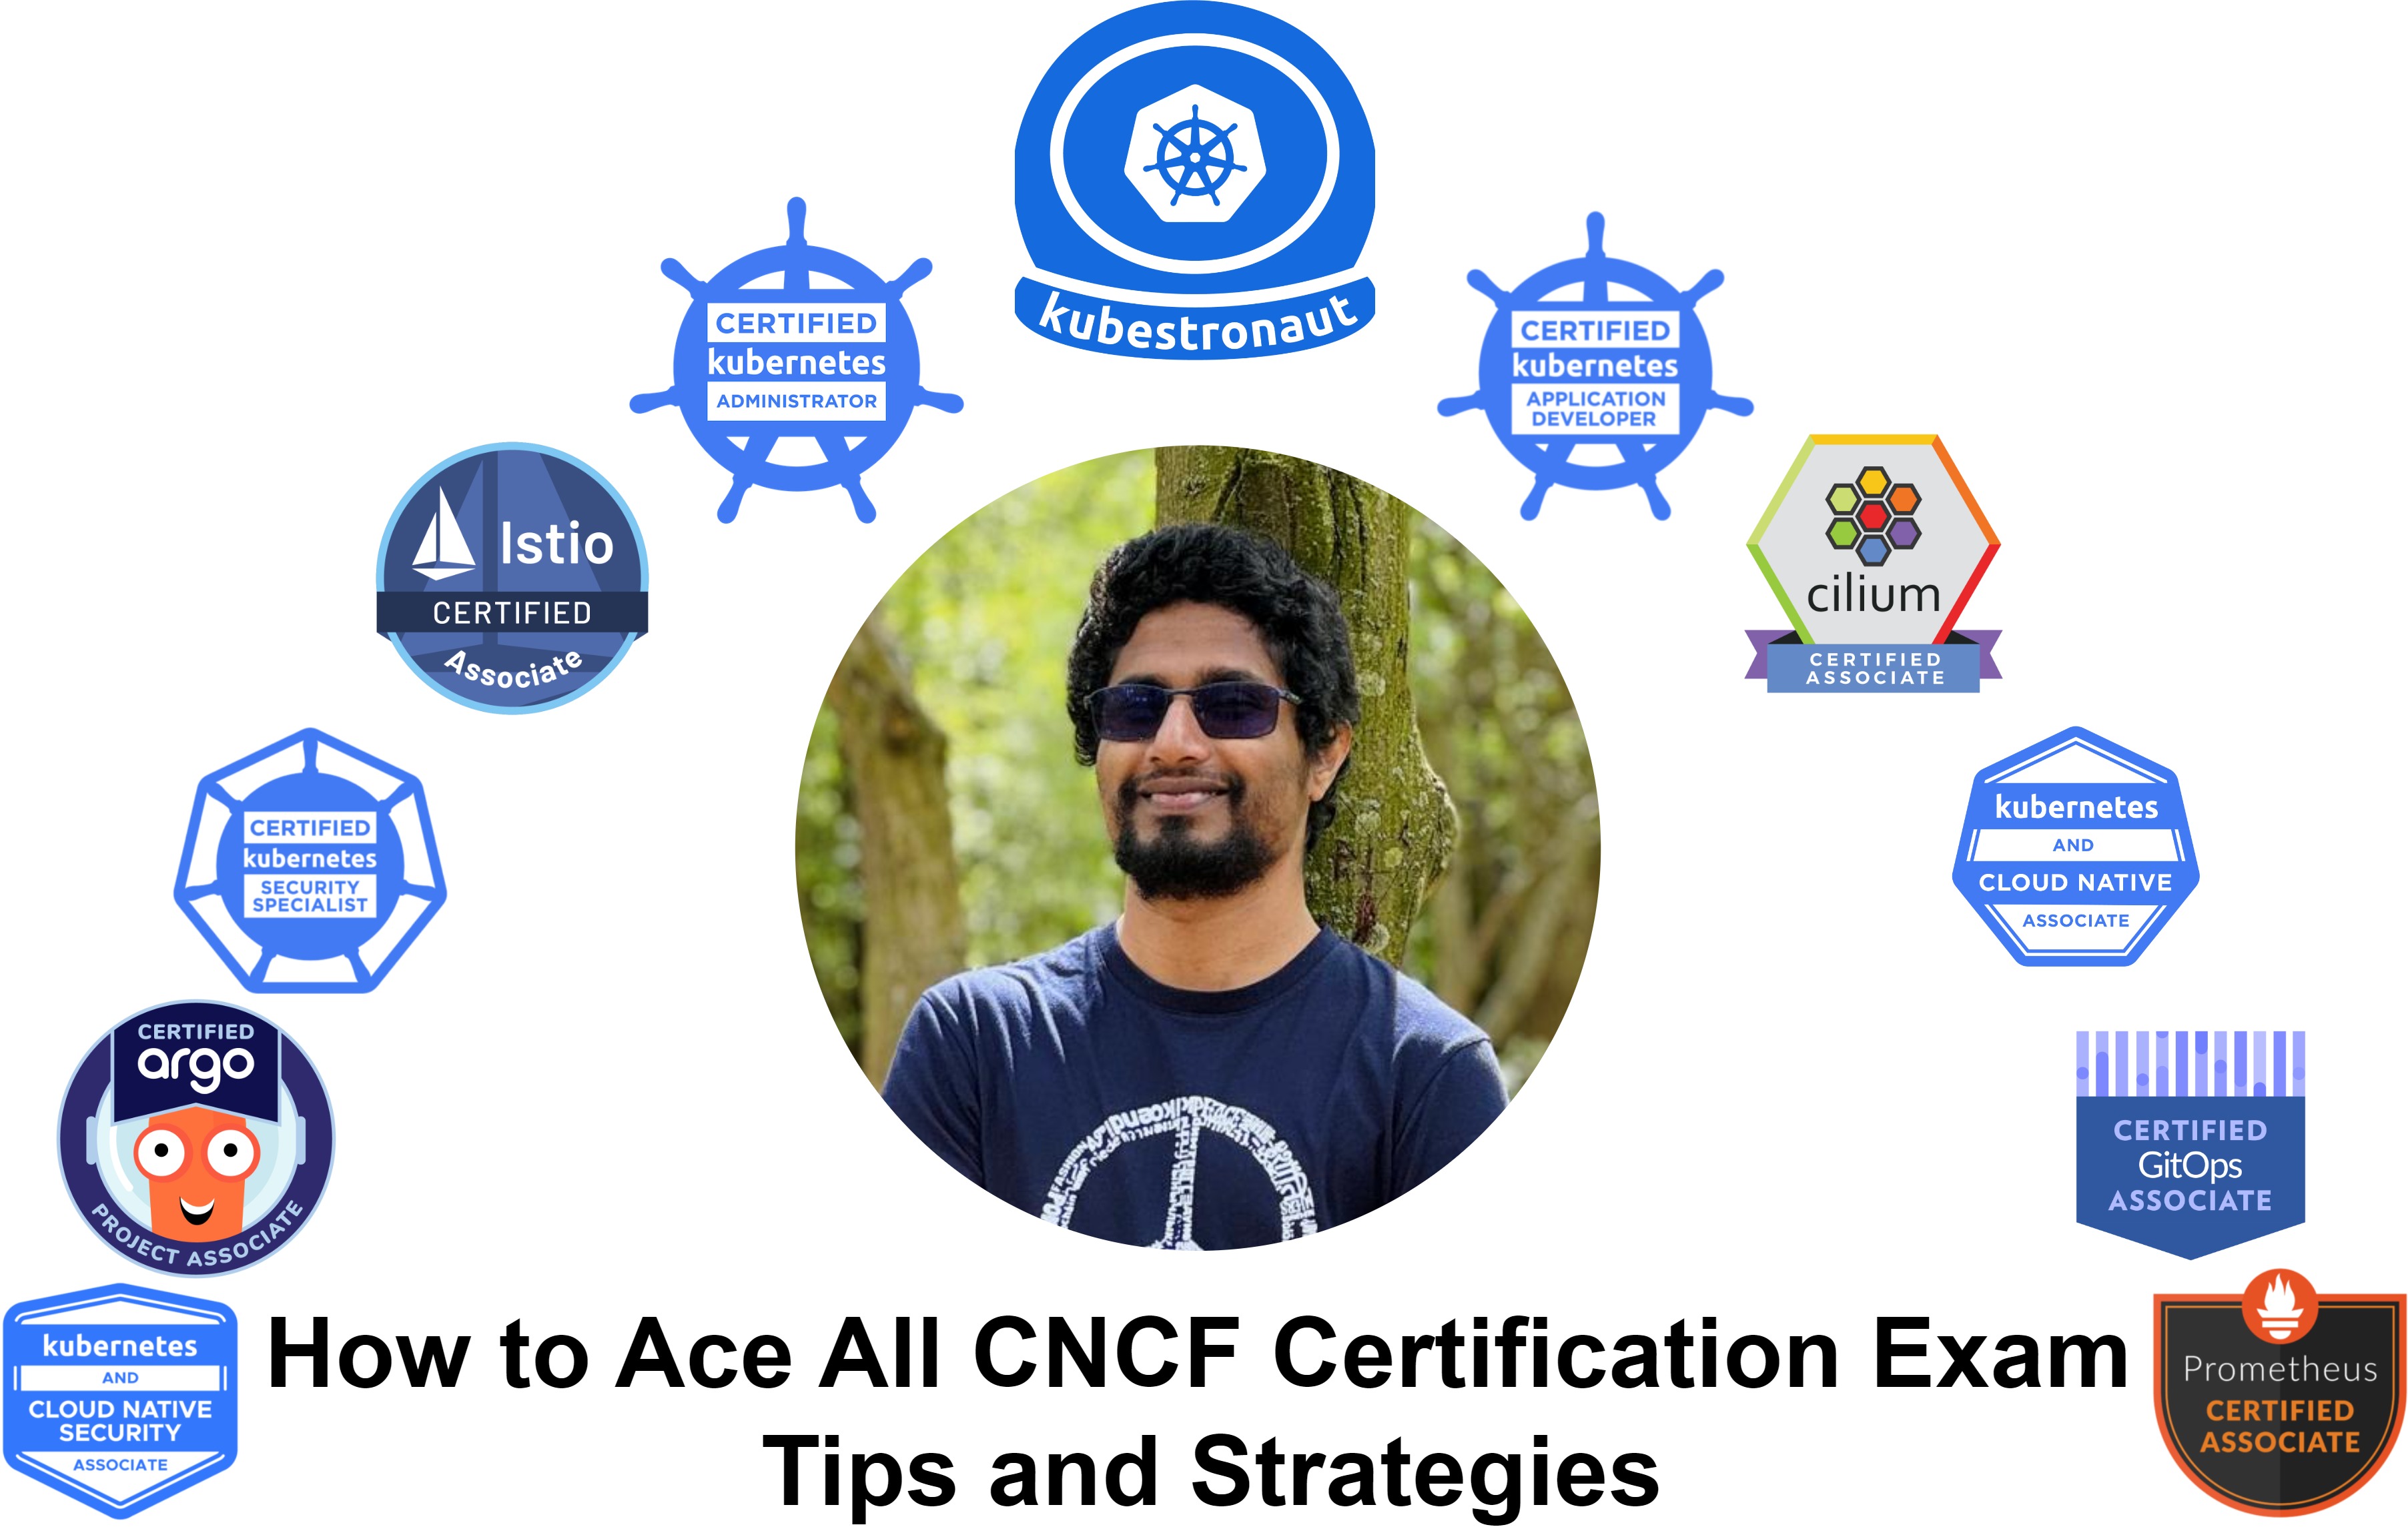 kubestronaut
CERTIFIED
kubernetes
ADMINISTRATOR
CERTIFIED
kubernetes
APPLICATION
DEVELOPER
Istio
CERTIFIED
Associate
cilium
CERTIFIED
ASSOCIATE
CERTIFIED
kubernetes
SECURITY
SPECIALIST
kubernetes
AND
CLOUD NATIVE
ASSOCIATE
CERTIFIED
argo
PROJECT ASSOCIATE
CERTIFIED
GitOps
ASSOCIATE
kubernetes
AND
CLOUD NATIVE
SECURITY
ASSOCIATE
How to Ace All CNCF Certification Exam
Tips and Strategies
Prometheus
CERTIFIED
ASSOCIATE